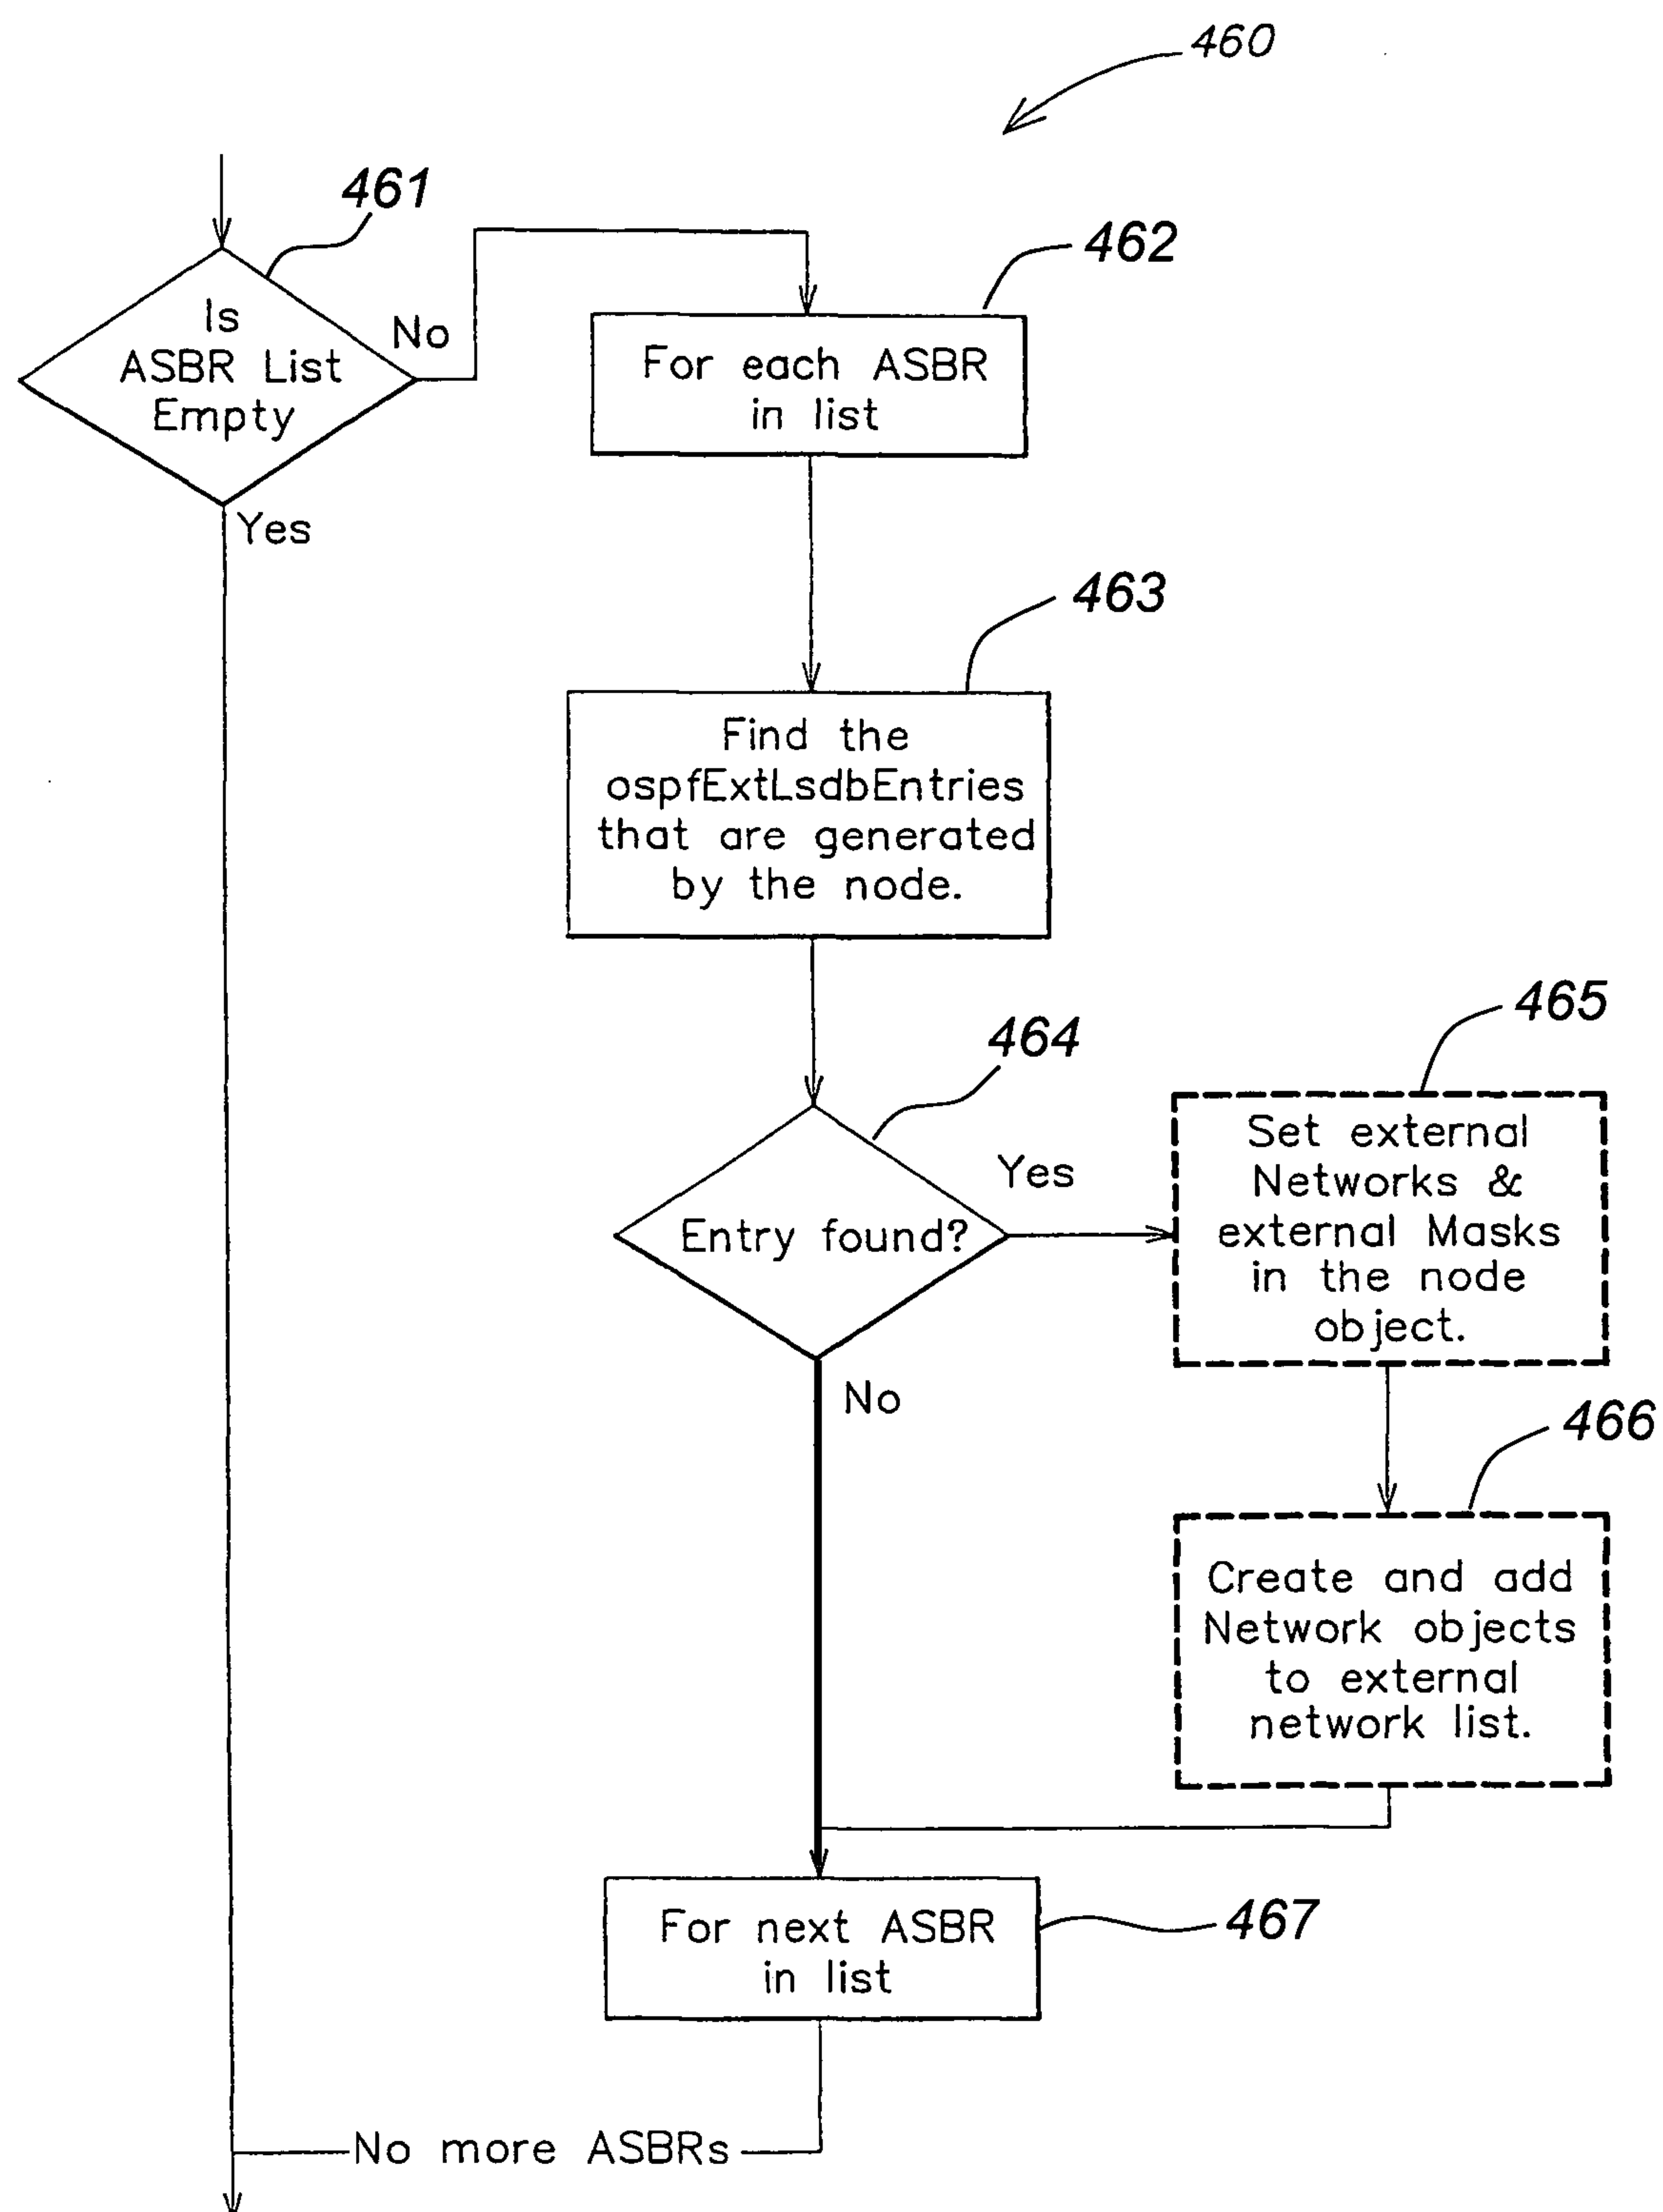 460
461
Is
ASBR List
Empty
No
Yes
462
For each ASBR
in list
463
Find the
ospfExtLsdbEntries
that are generated
by the node.
464
Entry found?
Yes
No
465
Set external
Networks &
external Masks
in the node
object.
466
Create and add
Network objects
to external
network list.
467
For next ASBR
in list
No more ASBRs